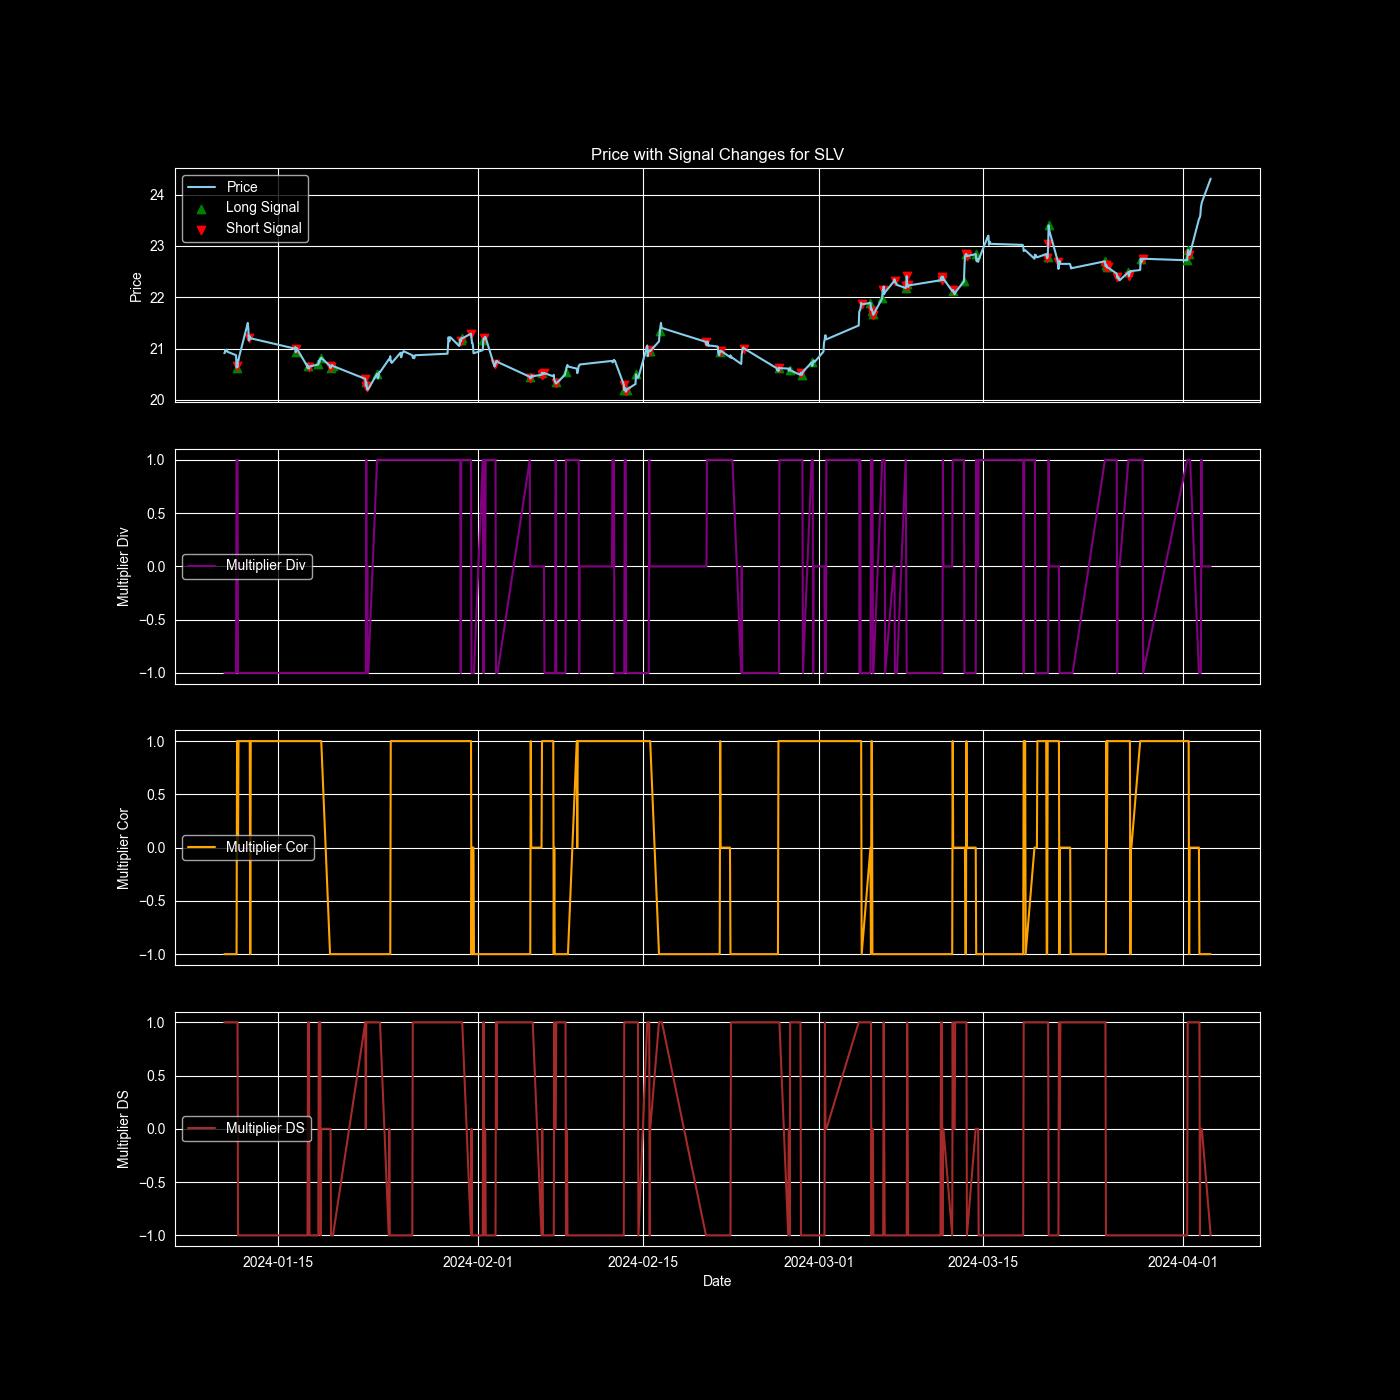 Price with Signal Changes for SLV
24
23
22
21
20
Price
Price
Long Signal
Short Signal
1.0
0.5
0.0
−0.5
−1.0
Multiplier Div
Multiplier Div
1.0
0.5
0.0
−0.5
−1.0
Multiplier Cor
Multiplier Cor
1.0
0.5
0.0
−0.5
−1.0
Multiplier DS
Multiplier DS
2024-01-15 2024-02-01 2024-02-15 2024-03-01 2024-03-15 2024-04-01
Date